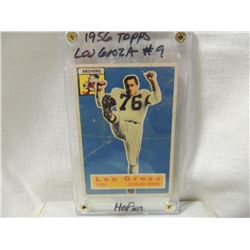 1956 TOPPS
LOU GROZA #9
BROWNS
76
Lou Groza
CLEVELAND BROWNS
HoFer